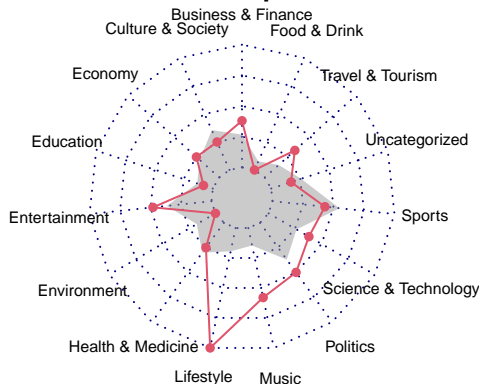 Business & Finance
Culture & Society
Food & Drink
Economy
Travel & Tourism
Education
Uncategorized
Entertainment
Sports
Environment
Science & Technology
Health & Medicine
Politics
Lifestyle
Music